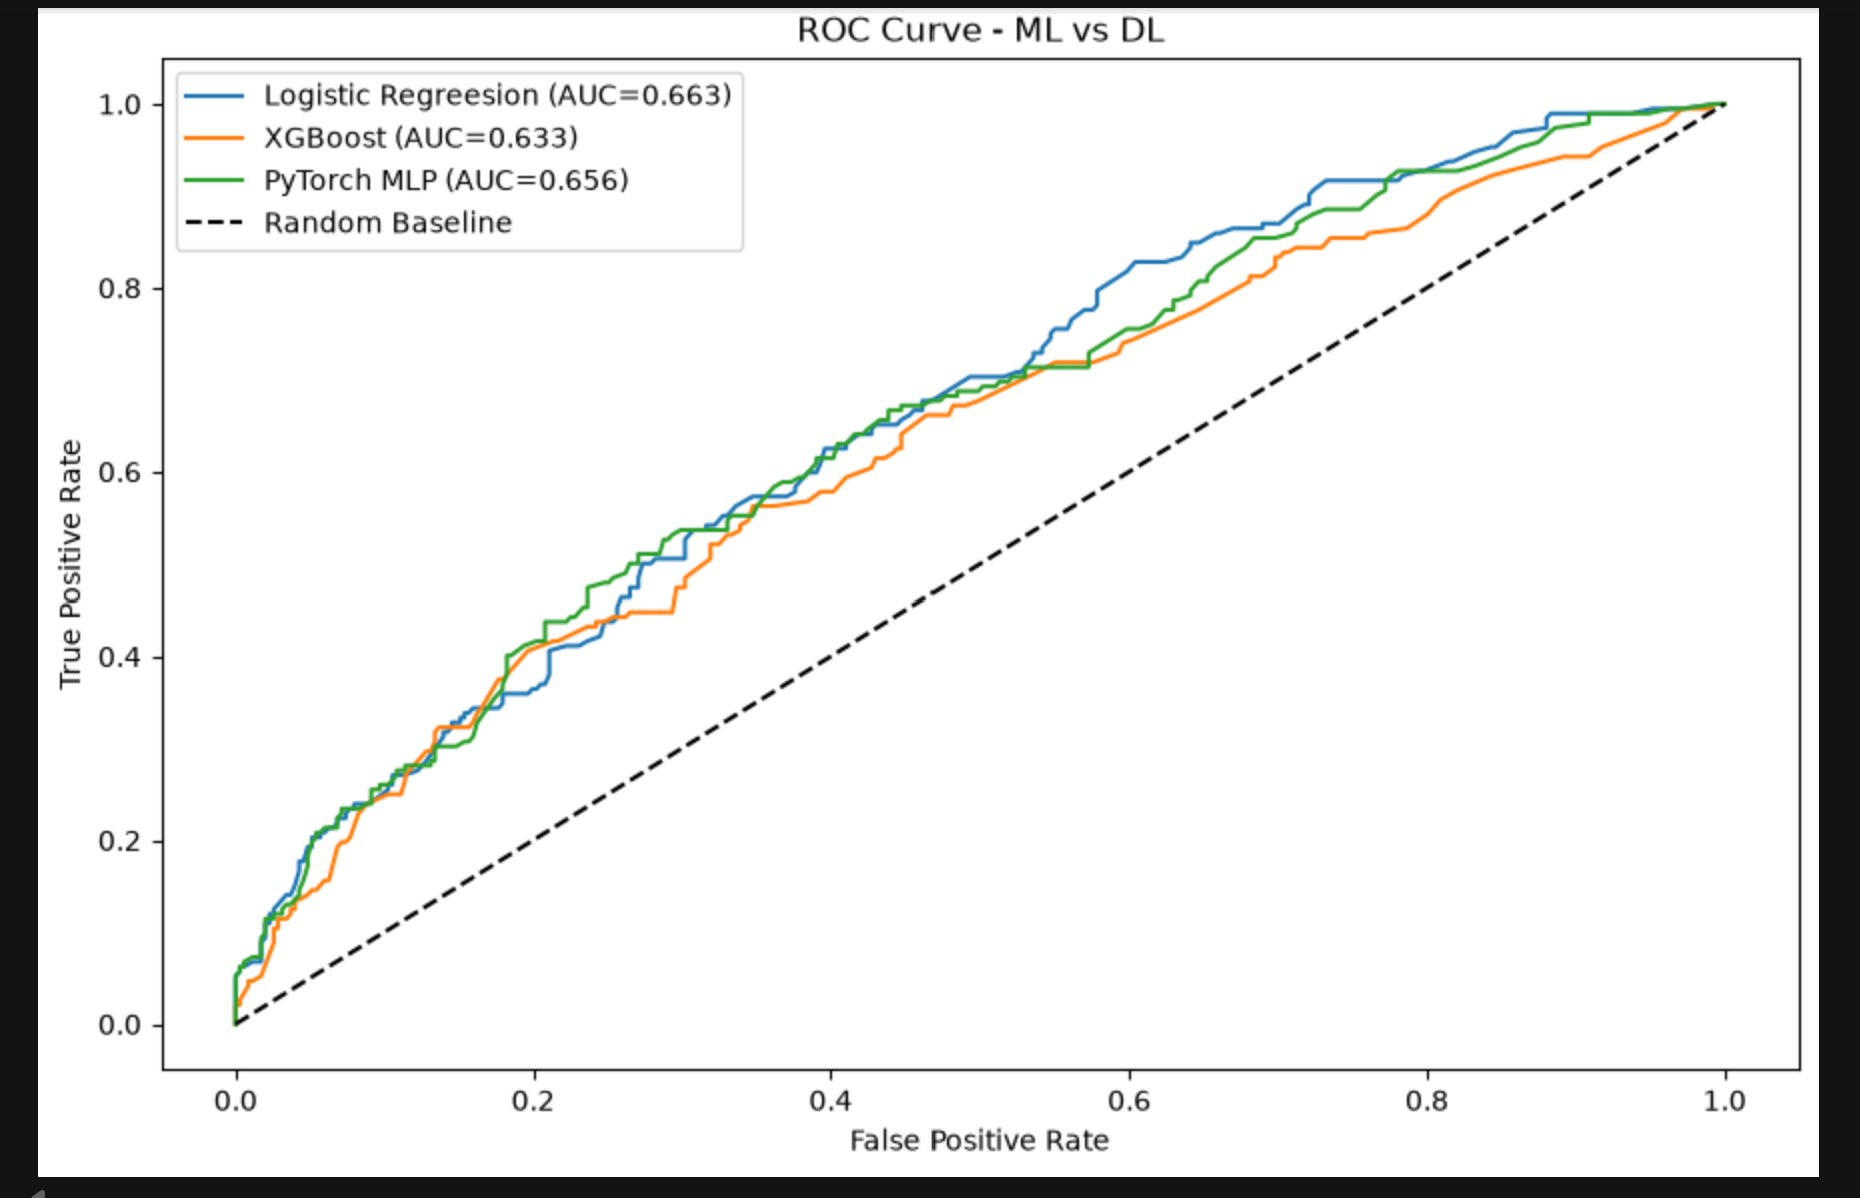 ROC Curve - ML vs DL
Logistic Regreesion (AUC=0.663)
XGBoost (AUC=0.633)
PyTorch MLP (AUC=0.656)
Random Baseline
1.0
0.8
0.6
0.4
0.2
0.0
True Positive Rate
0.0 0.2 0.4 0.6 0.8 1.0
False Positive Rate